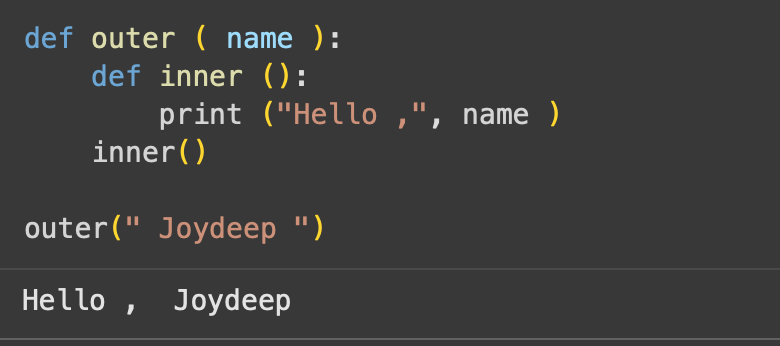 def outer ( name ):
    def inner ():
        print ("Hello ,", name )
    inner()

outer(" Joydeep ")
Hello ,  Joydeep